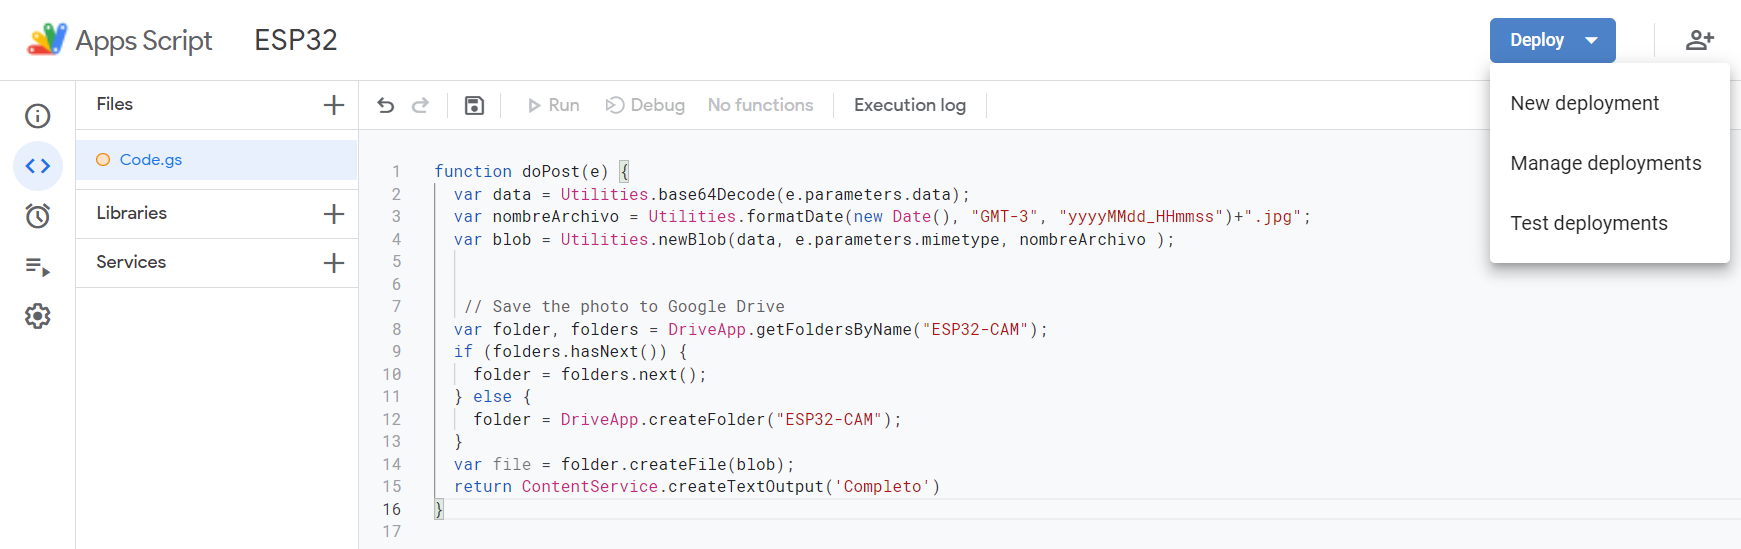 Apps Script ESP32 Deploy
New deployment
Manage deployments
Test deployments
Files
Code.gs
Libraries
Services
Run Debug No functions Execution log
1 function doPost(e) {
2 var data = Utilities.base64Decode(e.parameters.data);
3 var nombreArchivo = Utilities.formatDate(new Date(), "GMT-3", "yyyyMMdd_HHmmss")+".jpg";
4 var blob = Utilities.newBlob(data, e.parameters.mimetype, nombreArchivo );
5
6
7 // Save the photo to Google Drive
8 var folder, folders = DriveApp.getFoldersByName("ESP32-CAM");
9 if (folders.hasNext()) {
10 folder = folders.next();
11 } else {
12 folder = DriveApp.createFolder("ESP32-CAM");
13 }
14 var file = folder.createFile(blob);
15 return ContentService.createTextOutput('Completo')
16 }
17